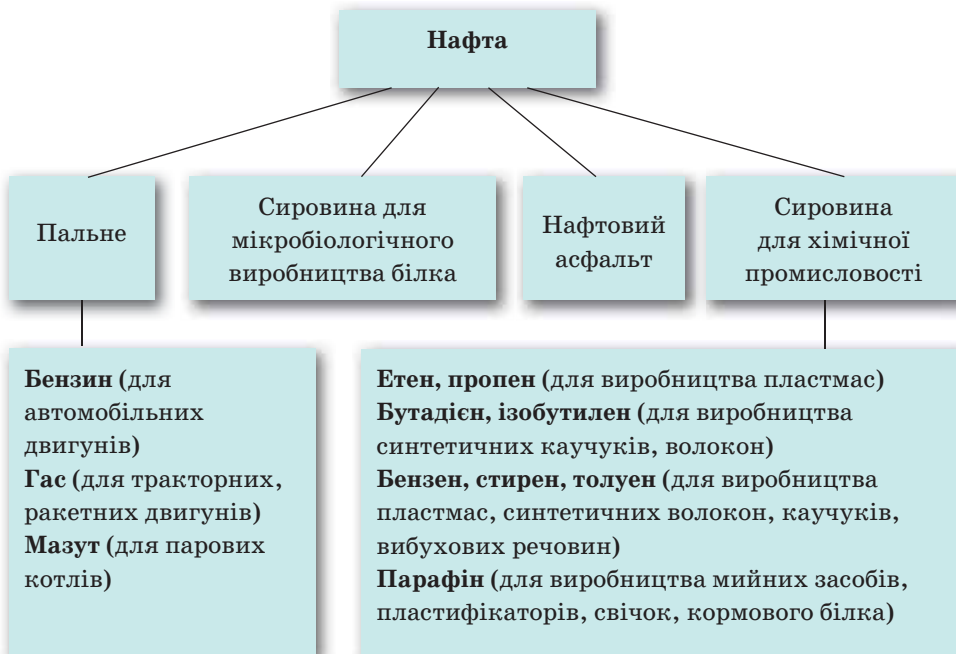 Нафта
Пальне
Сировина для
мікробіологічного
виробництва білка
Нафтовий
асфальт
Сировина
для хімічної
промисловості
Бензин (для
автомобільних
двигунів)
Гас (для тракторних,
ракетних двигунів)
Мазут (для парових
котлів)
Етен, пропен (для виробництва пластмас)
Бутадієн, ізобутилен (для виробництва
синтетичних каучуків, волокон)
Бензен, стирен, толуен (для виробництва
пластмас, синтетичних волокон, каучуків,
вибухових речовин)
Парафін (для виробництва мийних засобів,
пластифікаторів, свічок, кормового білка)